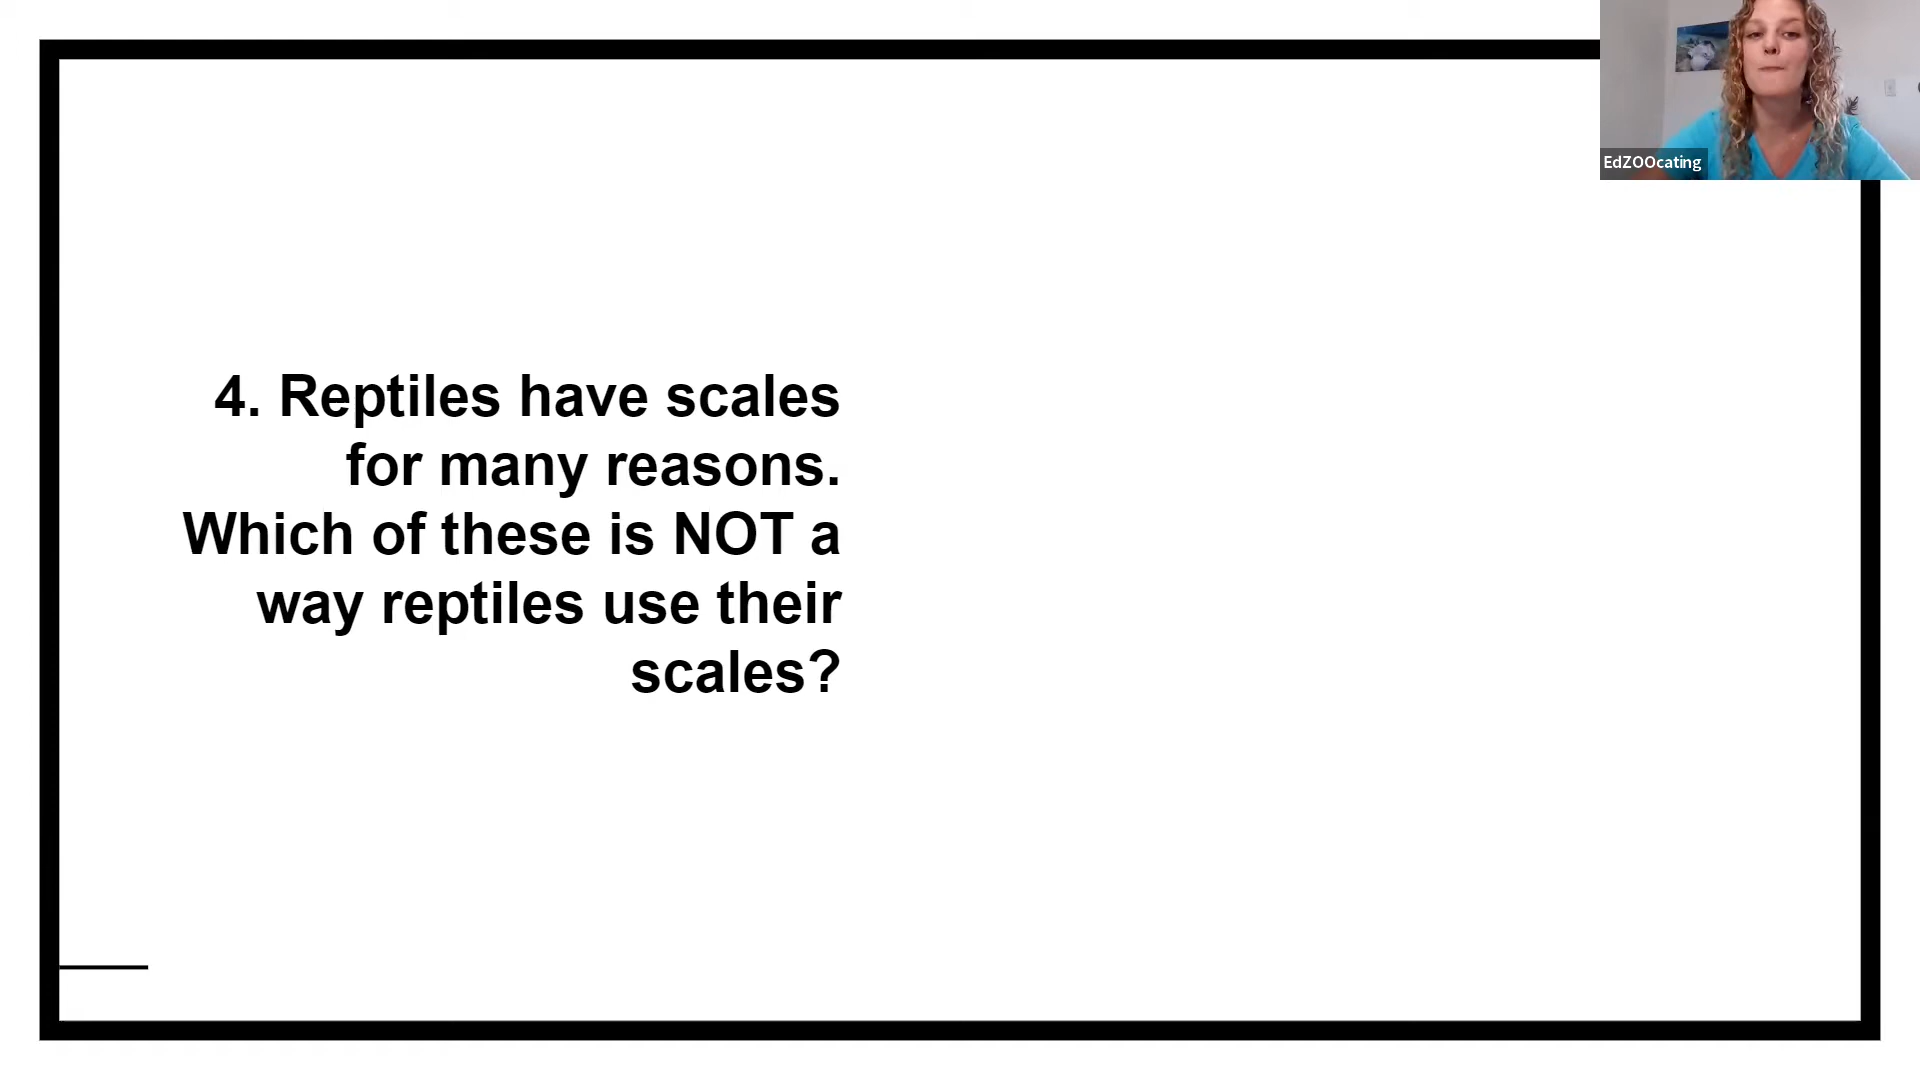 EdZOOcating
4. Reptiles have scales
for many reasons.
Which of these is NOT a
way reptiles use their
scales?